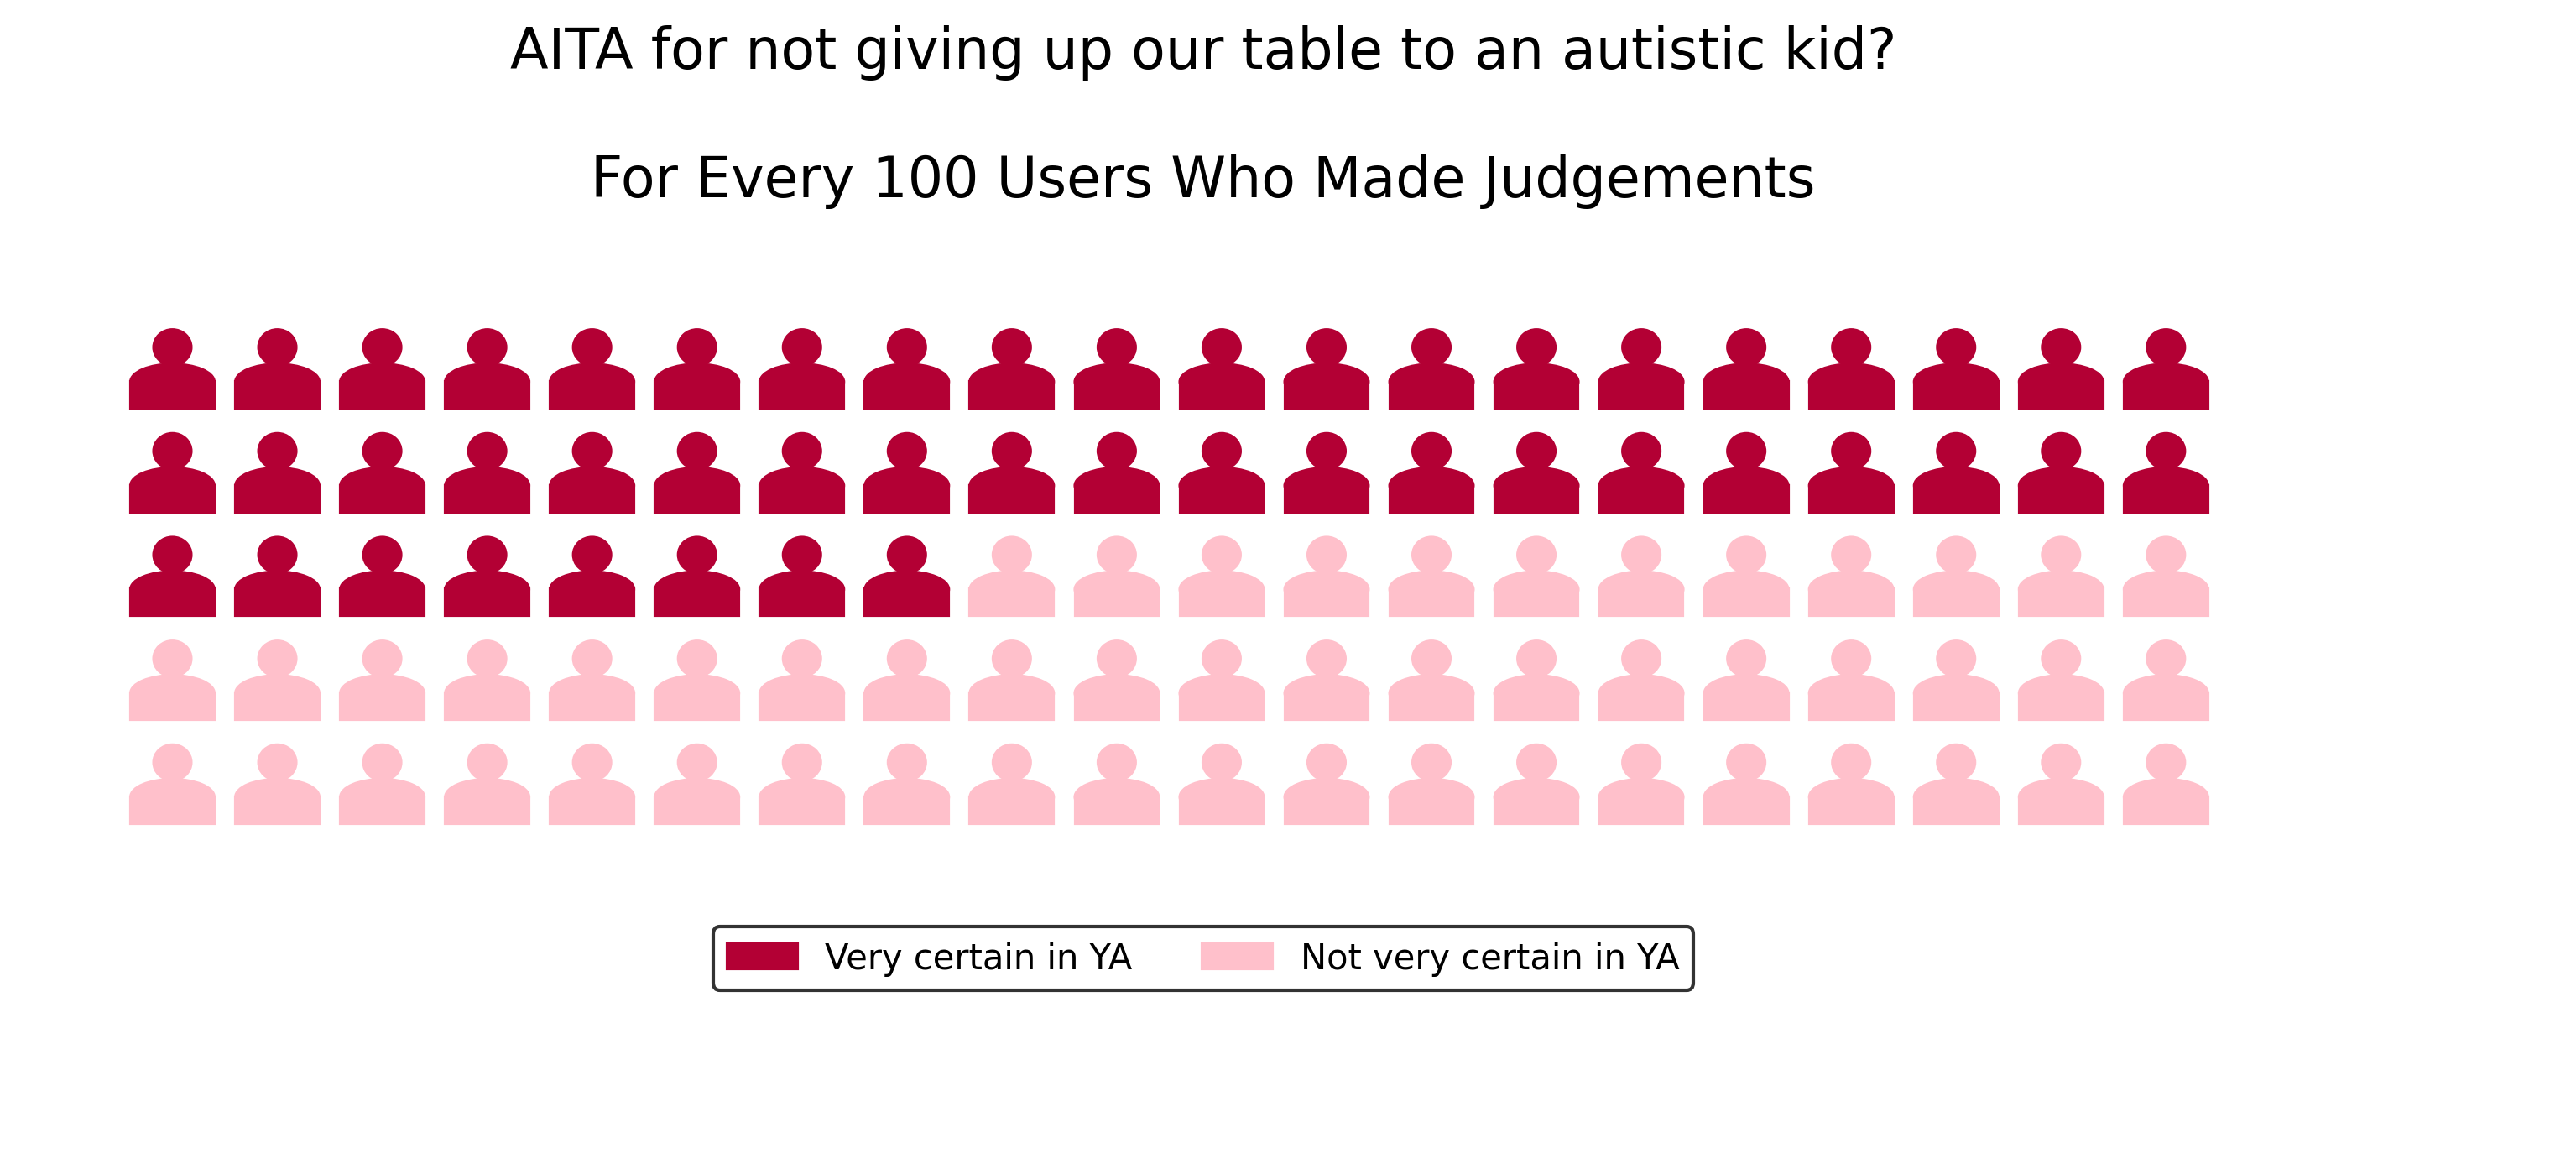 AITA for not giving up our table to an autistic kid?
For Every 100 Users Who Made Judgements
Very certain in YA
Not very certain in YA